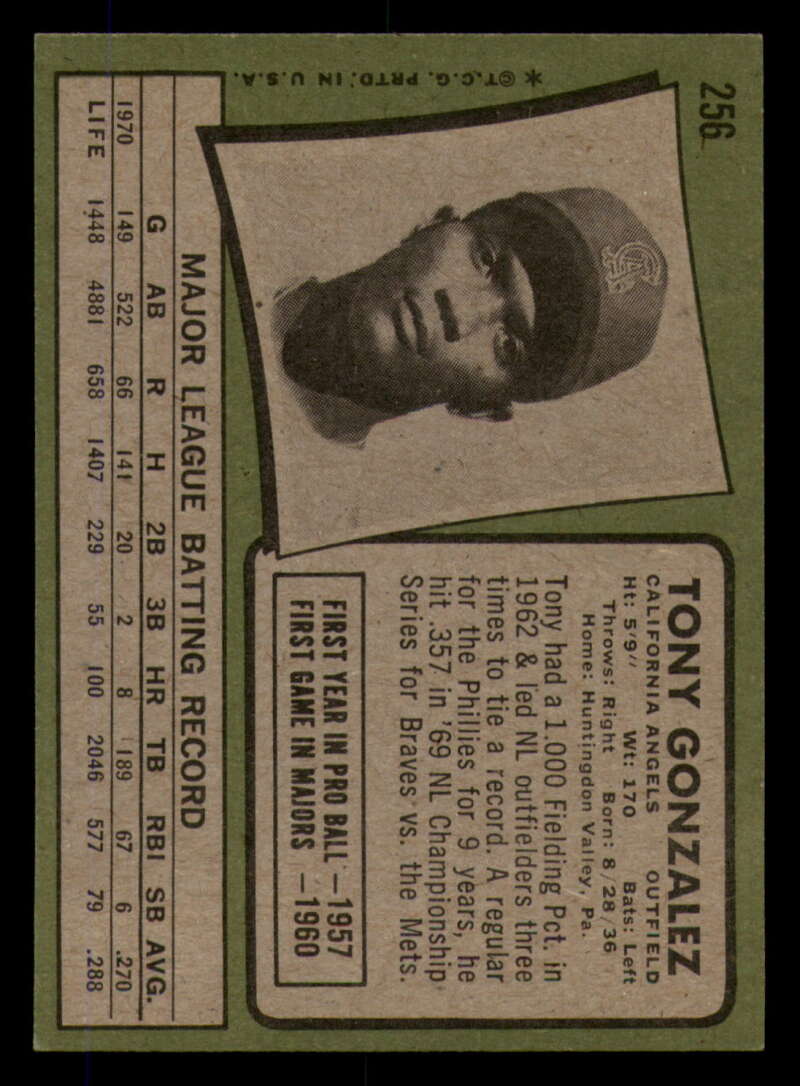 256
TONY GONZALEZ
CALIFORNIA ANGELS OUTFIELD
Ht: 5'9" Wt: 170 Bats: Left
Throws: Right Born: 8/28/36
Home: Huntingdon Valley, Pa.
Tony had a 1.000 Fielding Pct. in
1962 & led NL outfielders three
times to tie a record. A regular
for the Phillies for 9 years, he
hit .357 in '69 NL Championship
Series for Braves vs. the Mets.
FIRST YEAR IN PRO BALL—1957
FIRST GAME IN MAJORS —1960
MAJOR LEAGUE BATTING RECORD
G AB R H 2B 3B HR TB RBI SB AVG.
1970 149 522 66 141 20 2 8 189 67 6 .270
LIFE 1448 4881 658 1407 229 55 100 2046 577 79 .288
*©T.C.G. PRTD. IN U.S.A.